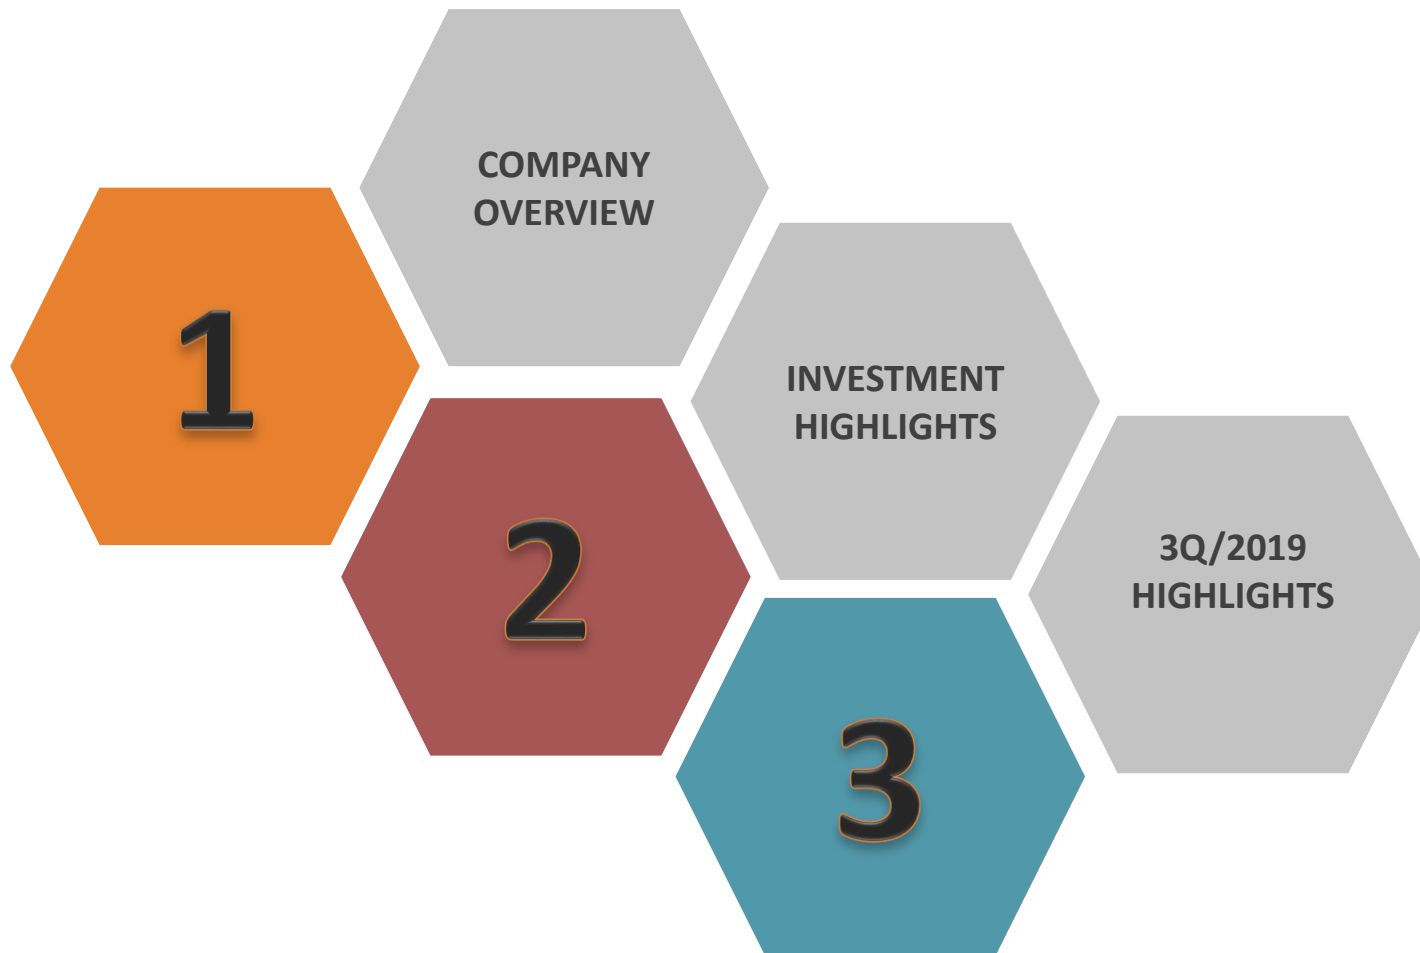 1
COMPANY
OVERVIEW
2
INVESTMENT
HIGHLIGHTS
3
3Q/2019
HIGHLIGHTS